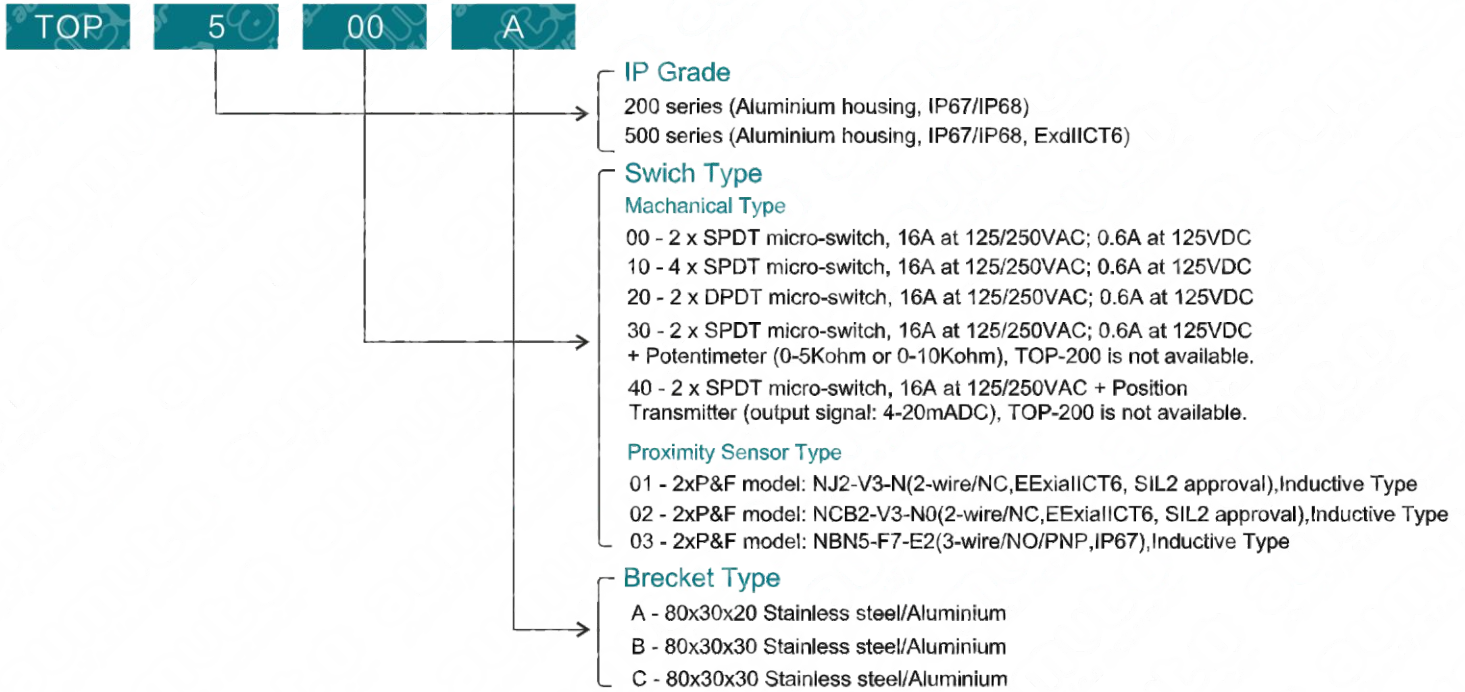 TOP 5 00 A
IP Grade
200 series (Aluminium housing, IP67/IP68)
500 series (Aluminium housing, IP67/IP68, ExdIICT6)
Swich Type
Machanical Type
00 - 2 x SPDT micro-switch, 16A at 125/250VAC; 0.6A at 125VDC
10 - 4 x SPDT micro-switch, 16A at 125/250VAC; 0.6A at 125VDC
20 - 2 x DPDT micro-switch, 16A at 125/250VAC; 0.6A at 125VDC
30 - 2 x SPDT micro-switch, 16A at 125/250VAC; 0.6A at 125VDC
+ Potentimeter (0-5Kohm or 0-10Kohm), TOP-200 is not available.
40 - 2 x SPDT micro-switch, 16A at 125/250VAC + Position
Transmitter (output signal: 4-20mADC), TOP-200 is not available.
Proximity Sensor Type
01 - 2xP&F model: NJ2-V3-N(2-wire/NC,EExiaIICT6, SIL2 approval),Inductive Type
02 - 2xP&F model: NCB2-V3-N0(2-wire/NC,EExiaIICT6, SIL2 approval),Inductive Type
03 - 2xP&F model: NBN5-F7-E2(3-wire/NO/PNP,IP67),Inductive Type
Brecket Type
A - 80x30x20 Stainless steel/Aluminium
B - 80x30x30 Stainless steel/Aluminium
C - 80x30x30 Stainless steel/Aluminium